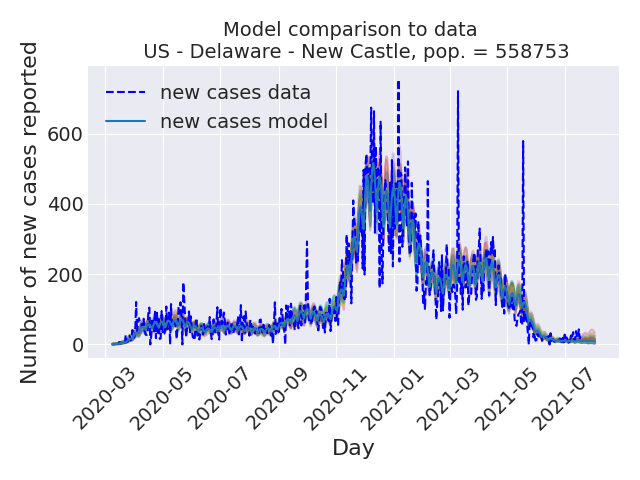 Model comparison to data
US - Delaware - New Castle, pop. = 558753
Number of new cases reported
new cases data
new cases model
600
400
200
0
2020-03
2020-05
2020-07
2020-09
2020-11
2021-01
2021-03
2021-05
2021-07
Day